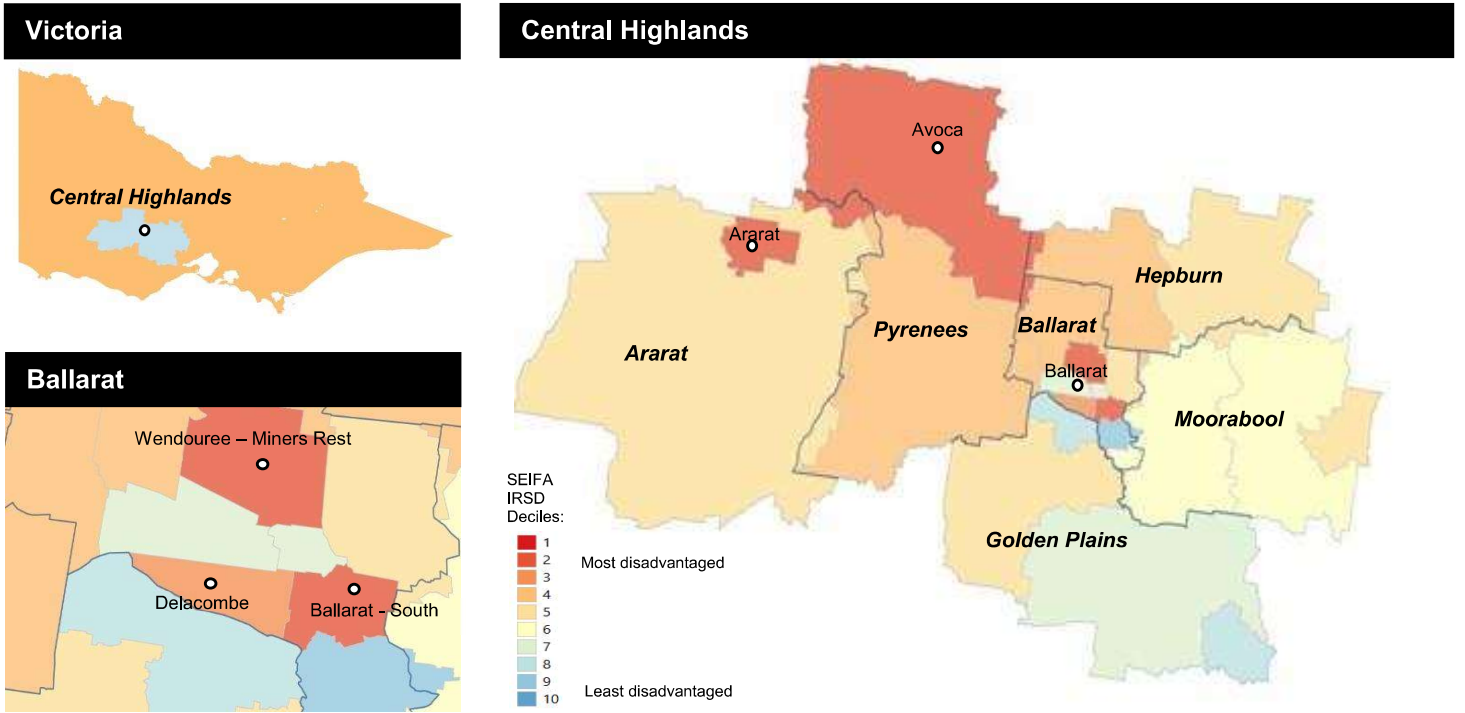 Victoria
Central Highlands
Ballarat
Wendouree – Miners Rest
Delacombe
Ballarat - South
Central Highlands
Avoca
Ararat
Hepburn
Pyrenees
Ballarat
Ararat
Ballarat
Moorabool
Golden Plains
SEIFA
IRSD
Deciles:
1
2
Most disadvantaged
3
4
5
6
7
8
9
Least disadvantaged
10